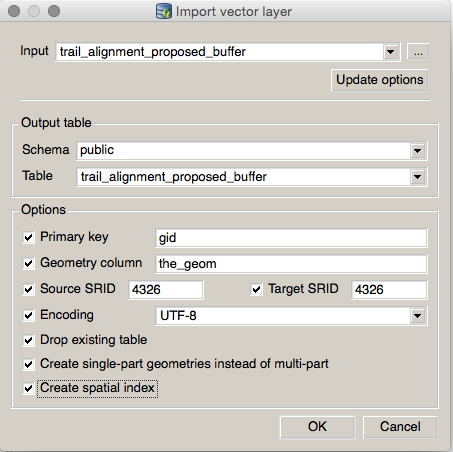 Import vector layer
Input trail_alignment_proposed_buffer ...
Update options
Output table
Schema public
Table trail_alignment_proposed_buffer
Options
Primary key gid
Geometry column the_geom
Source SRID 4326 Target SRID 4326
Encoding UTF-8
Drop existing table
Create single-part geometries instead of multi-part
Create spatial index
OK Cancel